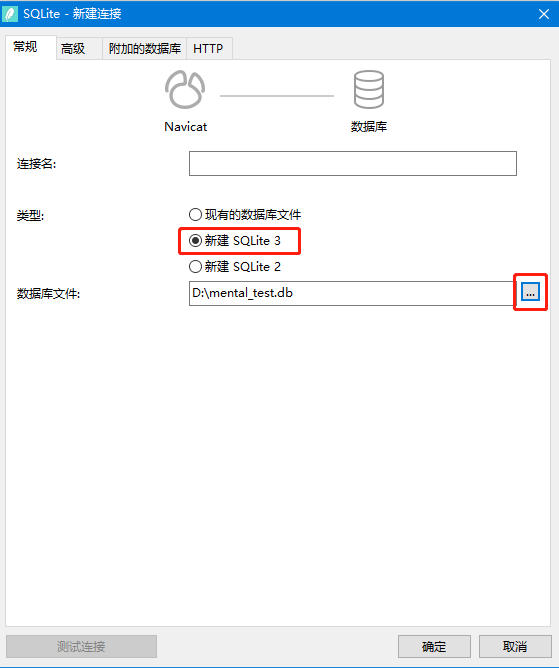 SQLite - 新建连接
常规 高级 附加的数据库 HTTP
Navicat 数据库
连接名:
类型: 现有的数据库文件
新建 SQLite 3
新建 SQLite 2
数据库文件: D:\mental_test.db ...
测试连接 确定 取消